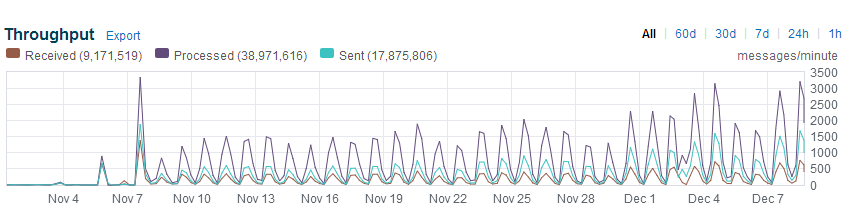 Throughput Export All 60d 30d 7d 24h 1h
Received (9,171,519) Processed (38,971,616) Sent (17,875,806) messages/minute
3500
3000
2500
2000
1500
1000
500
0
Nov 4 Nov 7 Nov 10 Nov 13 Nov 16 Nov 19 Nov 22 Nov 25 Nov 28 Dec 1 Dec 4 Dec 7